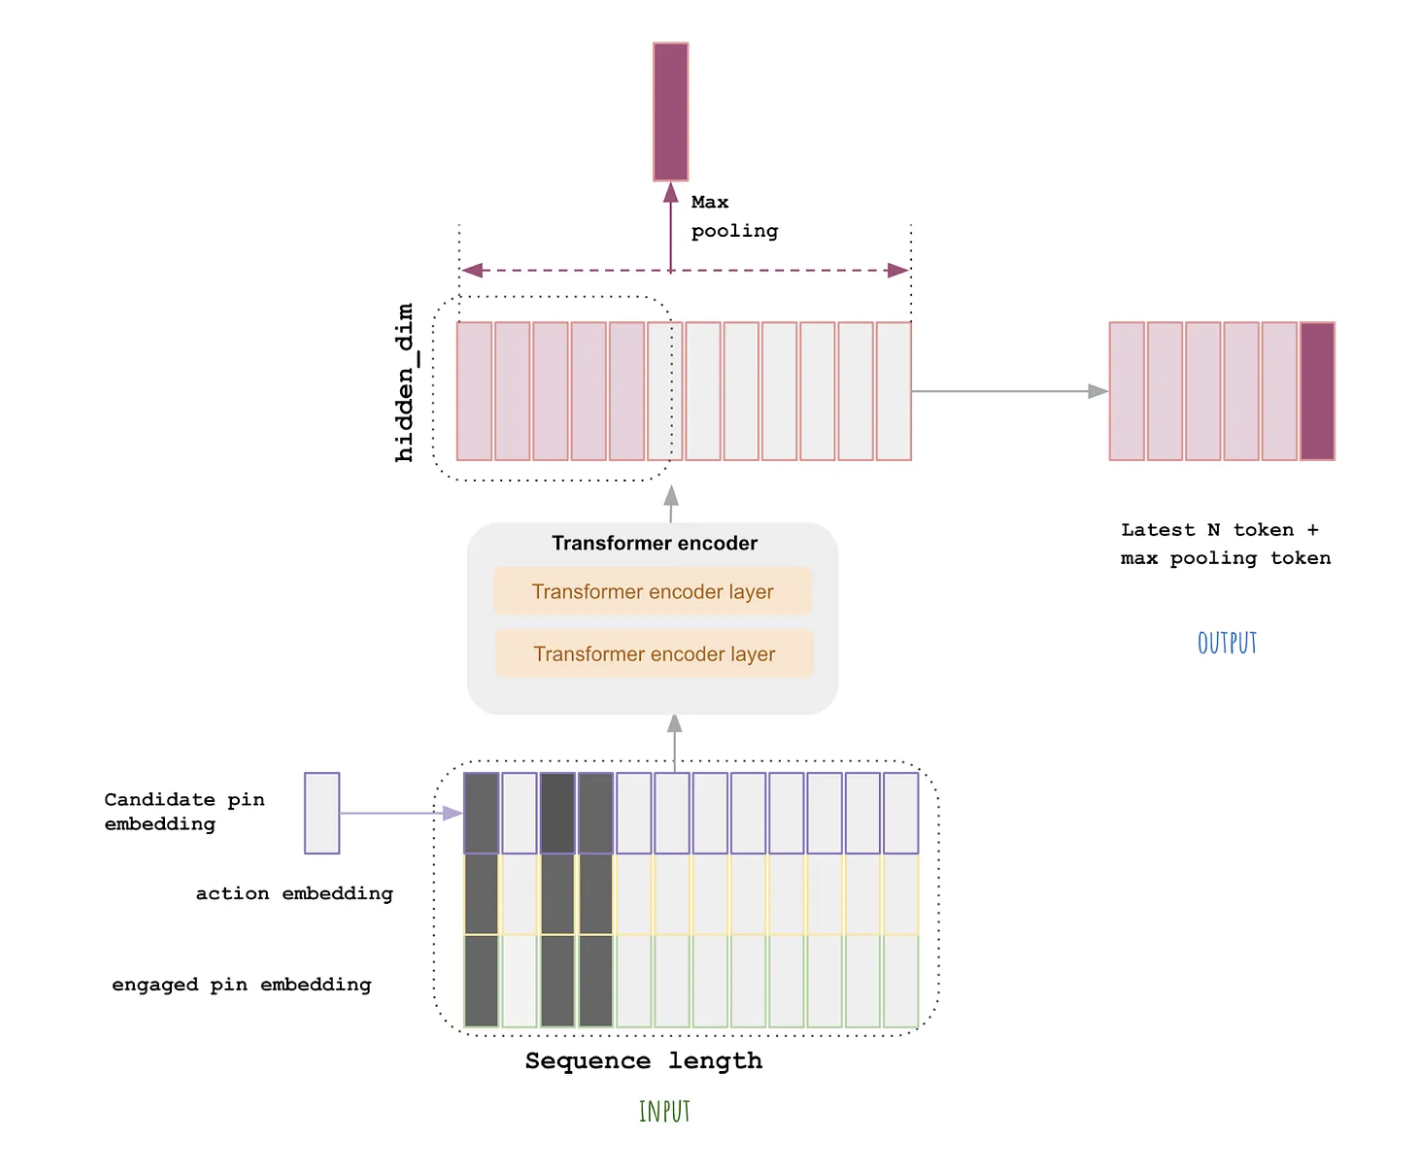 Max
pooling
hidden_dim
Latest N token +
max pooling token
OUTPUT
Transformer encoder
Transformer encoder layer
Transformer encoder layer
Candidate pin
embedding
action embedding
engaged pin embedding
Sequence length
INPUT